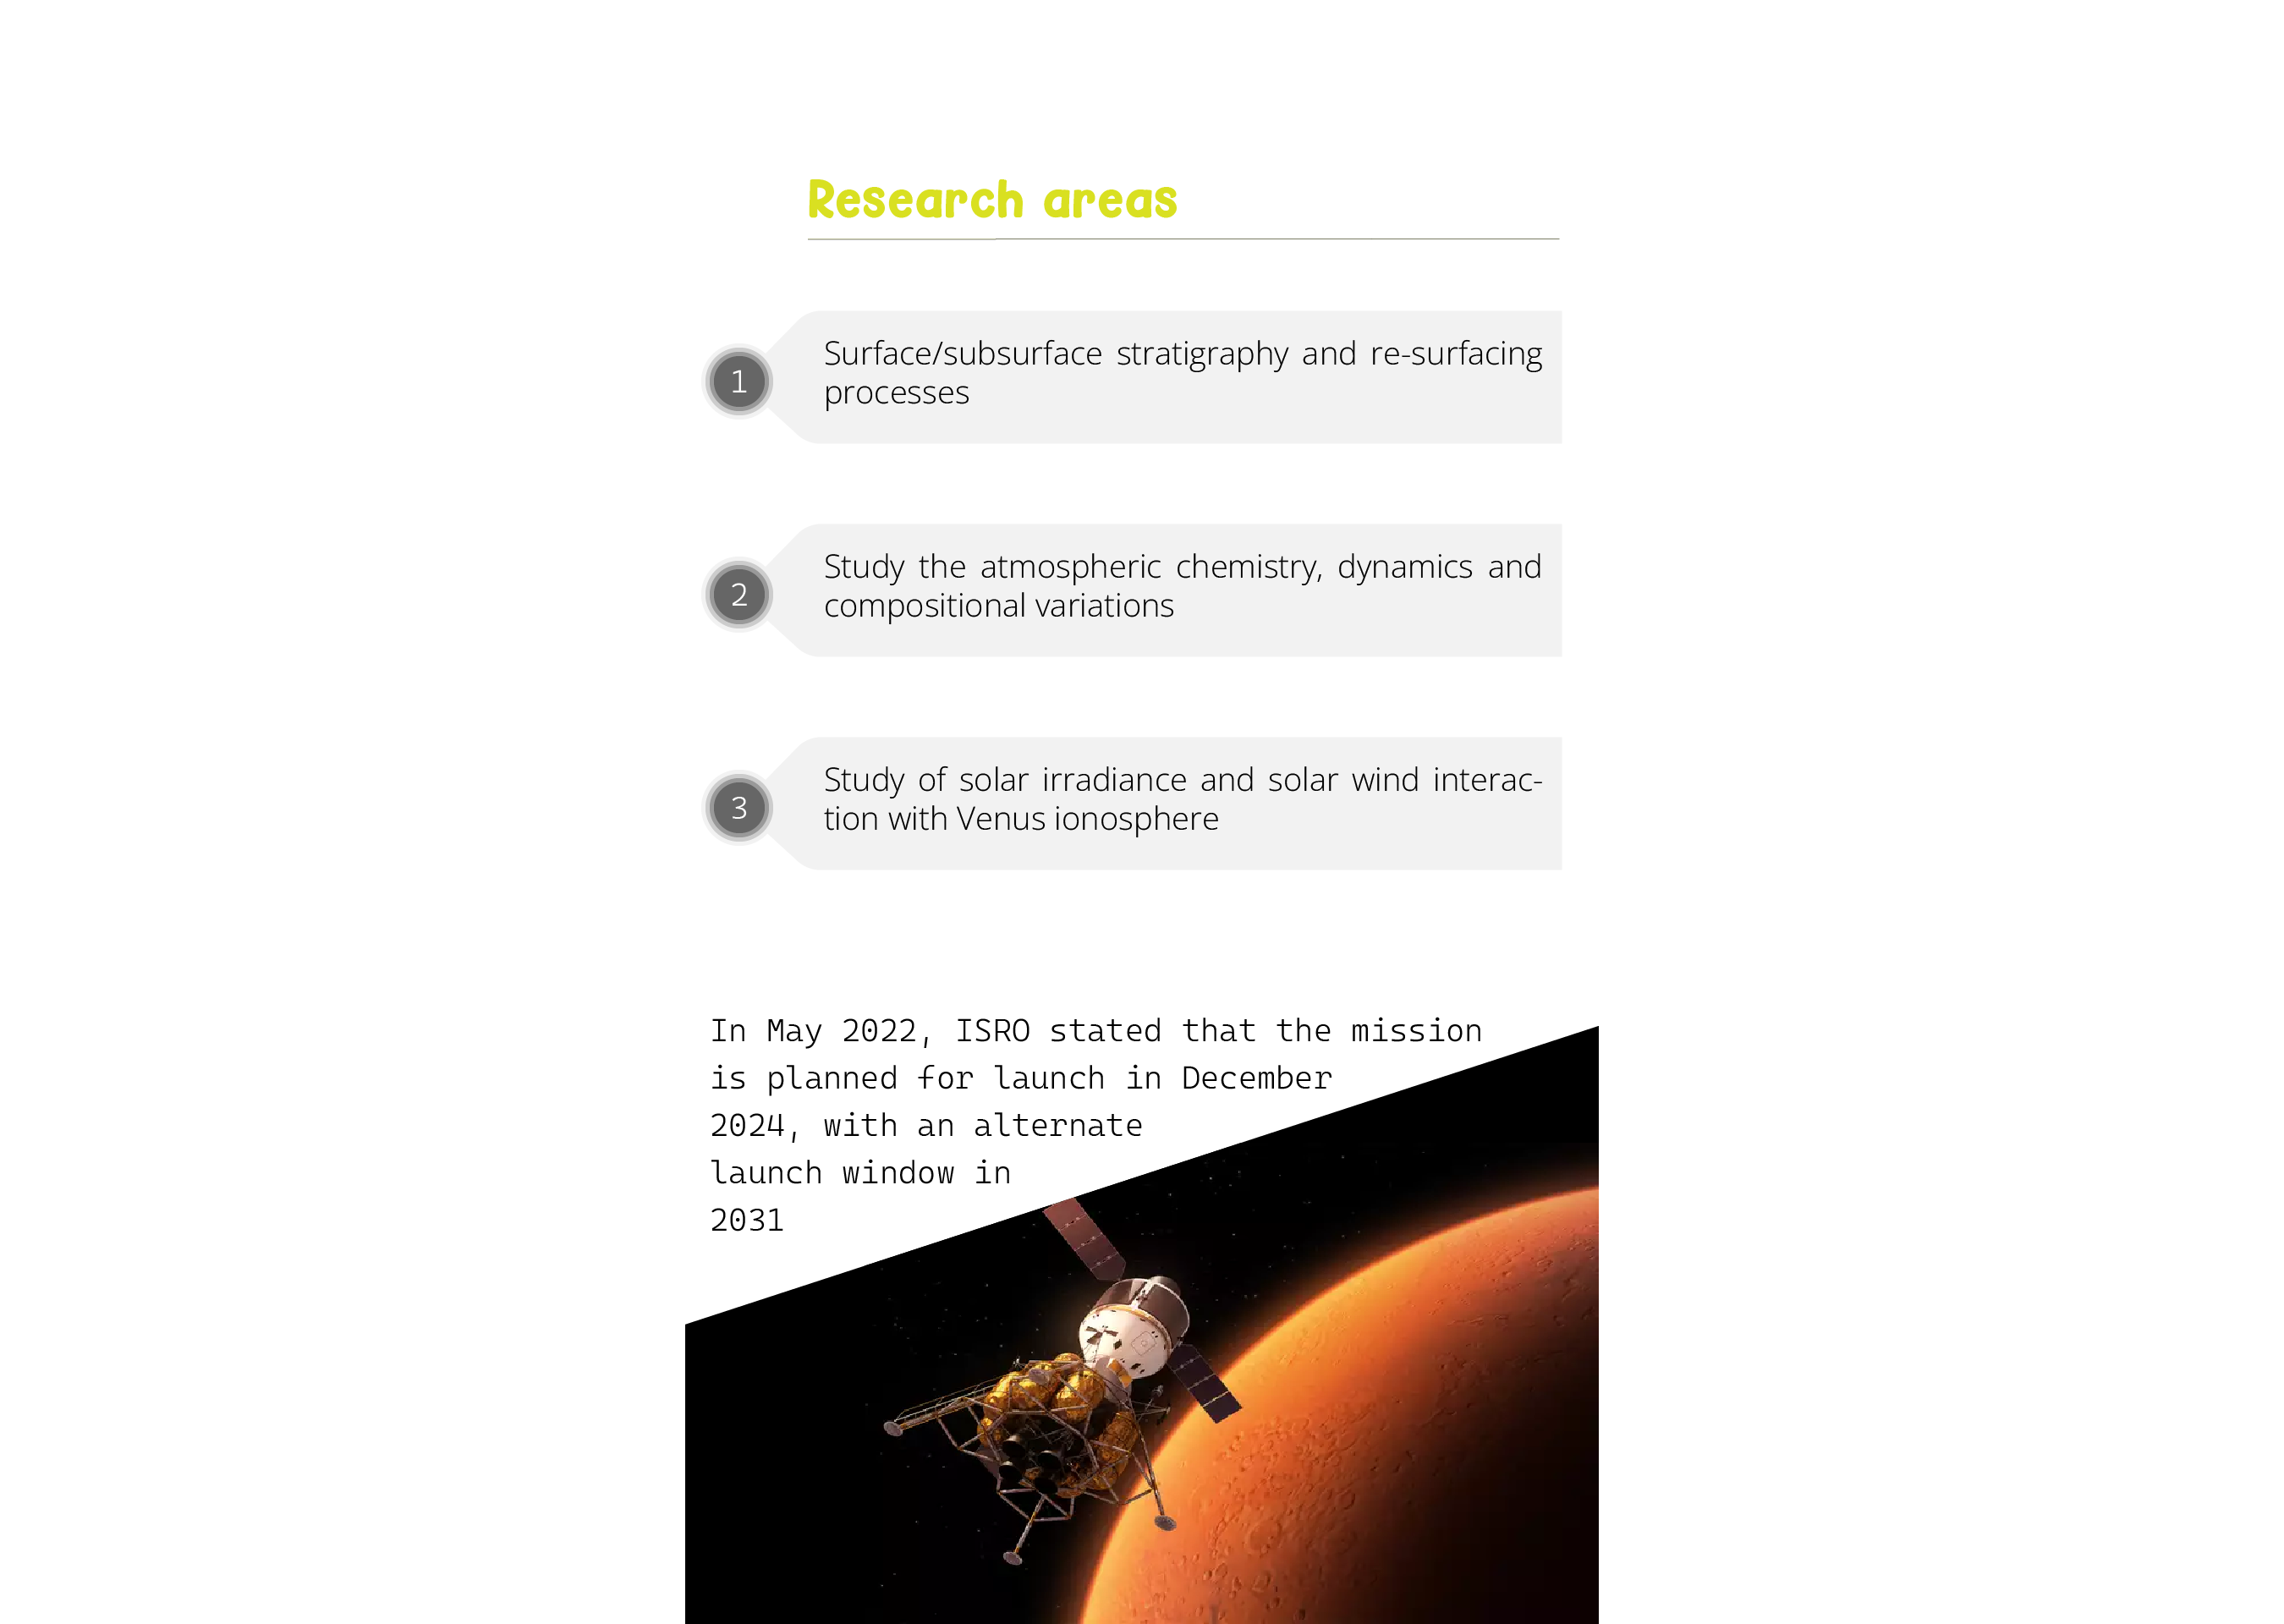 Research areas
1
Surface/subsurface stratigraphy and re-surfacing
processes
2
Study the atmospheric chemistry, dynamics and
compositional variations
3
Study of solar irradiance and solar wind interac-
tion with Venus ionosphere
In May 2022, ISRO stated that the mission
is planned for launch in December
2024, with an alternate
launch window in
2031